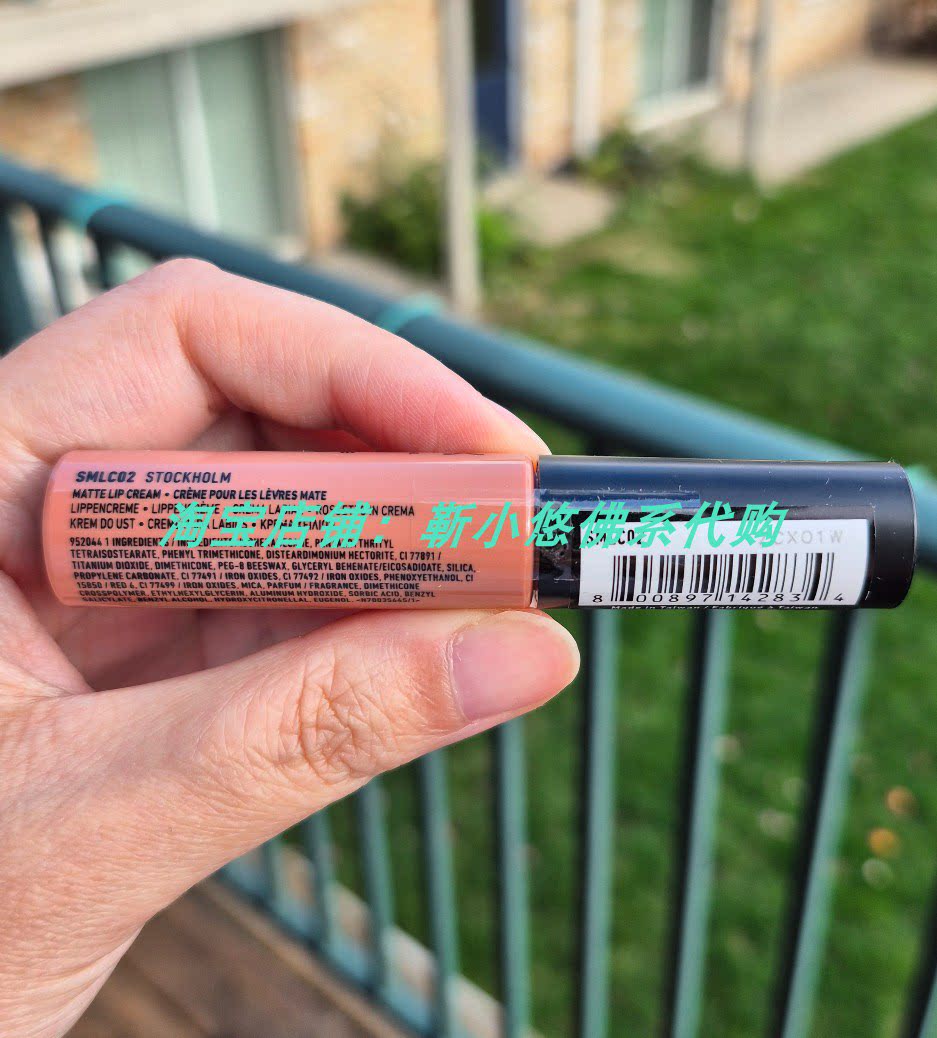 SMLC02 STOCKHOLM
MATTE LIP CREAM • CRÈME POUR LES LÈVRES MATE
LIPPENCREME •
KREM DO UST •
淘宝店铺：靳小悠佛系代购
952044 1
TETRAISOSTEARATE, PHENYL TRIMETHICONE, DISTEARDIMONIUM HECTORITE, CI 77891 /
TITANIUM DIOXIDE, DIMETHICONE, PEG-8 BEESWAX, GLYCERYL BEHENATE/EICOSADIOATE, SILICA,
PROPYLENE CARBONATE, CI 77491 / IRON OXIDES, CI 77492 / IRON OXIDES, PHENOXYETHANOL, CI
15850 / RED 6, CI 77499 / IRON OXIDES, MICA, PARFUM / FRAGRANCE, DIMETHICONE
CROSSPOLYMER, ETHYLHEXYLGLYCERIN, ALUMINUM HYDROXIDE, SORBIC ACID, BENZYL
SALICYLATE, BENZYL ALCOHOL, HYDROXYCITRONELLAL, EUGENOL.
X01W
8 00897 14283 4
Made in Taiwan / Fabriqué à Taiwan